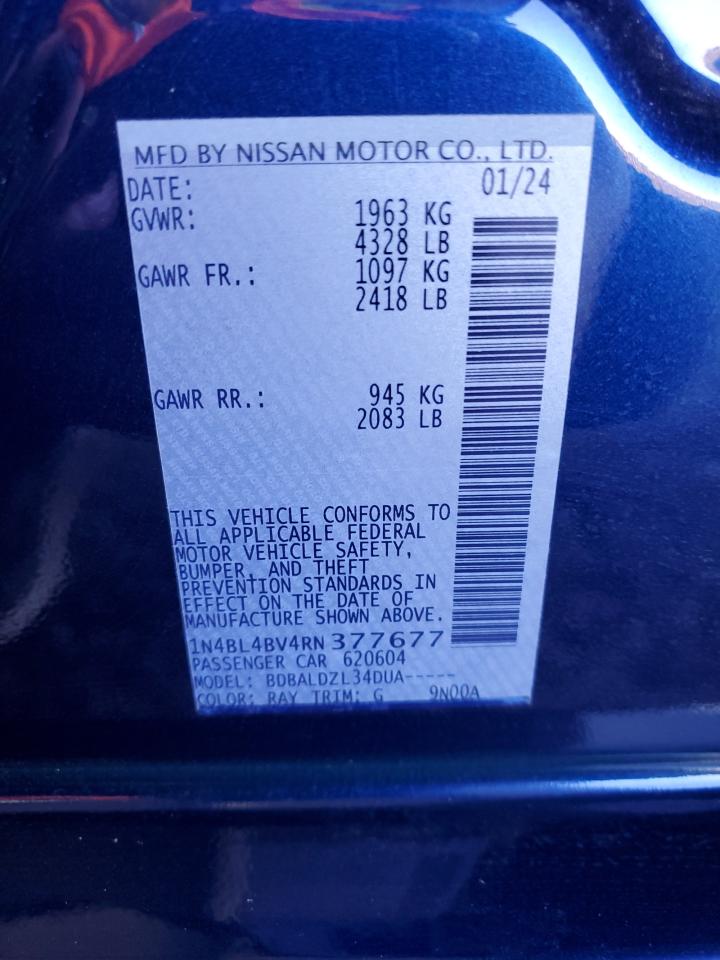 MFD BY NISSAN MOTOR CO., LTD.
DATE: 01/24
GVWR: 1963 KG
4328 LB
GAWR FR.: 1097 KG
2418 LB
GAWR RR.: 945 KG
2083 LB
THIS VEHICLE CONFORMS TO
ALL APPLICABLE FEDERAL
MOTOR VEHICLE SAFETY,
BUMPER, AND THEFT
PREVENTION STANDARDS IN
EFFECT ON THE DATE OF
MANUFACTURE SHOWN ABOVE.
1N4BL4BV4RN377677
PASSENGER CAR 620604
MODEL: BDBALDZL34DUA-----
COLOR: RAY TRIM: G 9N00A